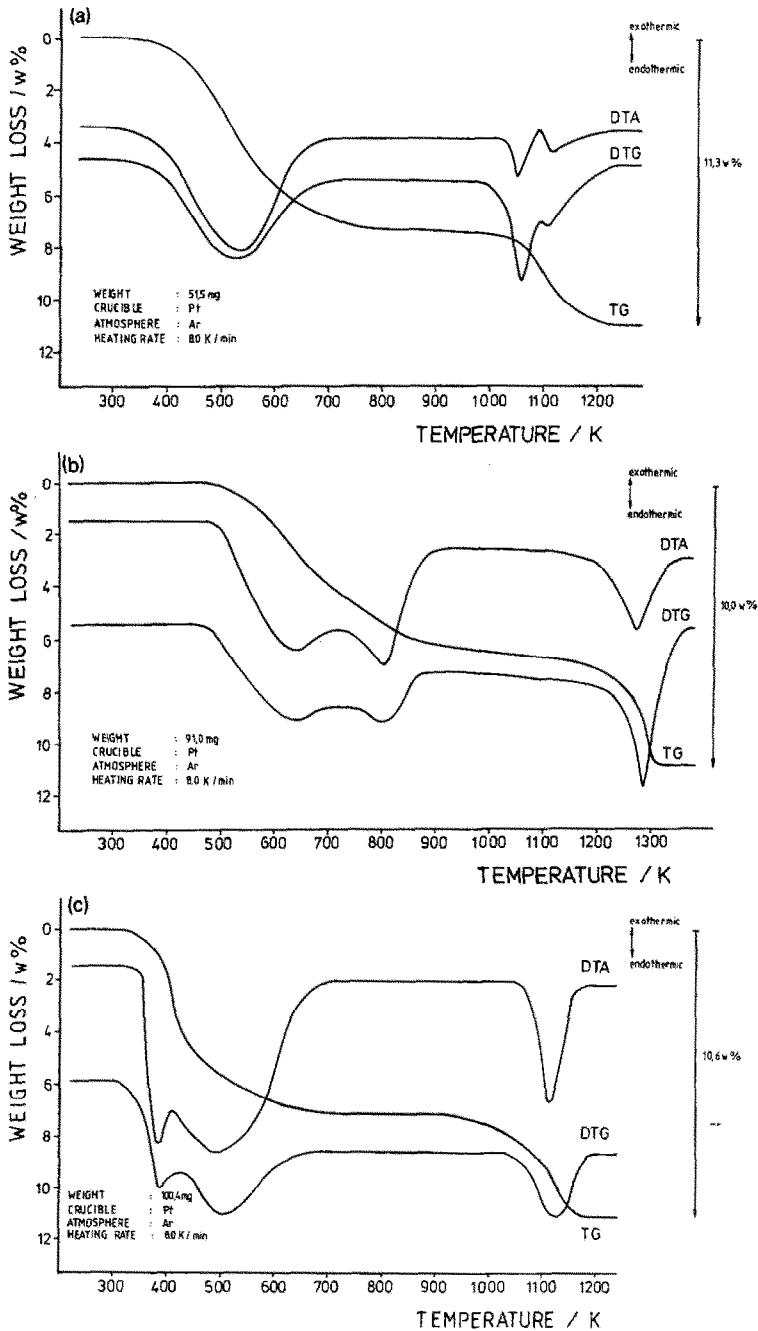 (a)
exothermic
endothermic
0
2
4
6
8
10
12
WEIGHT LOSS / w%
DTA
DTG
TG
11,3 w%
WEIGHT : 51,5 mg
CRUCIBLE : Pt
ATMOSPHERE : Ar
HEATING RATE : 8.0 K/min
300 400 500 600 700 800 900 1000 1100 1200
TEMPERATURE / K
(b)
exothermic
endothermic
0
2
4
6
8
10
12
WEIGHT LOSS /w%
DTA
DTG
TG
10,0 w%
WEIGHT : 91,0 mg
CRUCIBLE : Pt
ATMOSPHERE : Ar
HEATING RATE : 8.0 K/min
300 400 500 600 700 800 900 1000 1100 1200 1300
TEMPERATURE / K
(c)
exothermic
endothermic
0
2
4
6
8
10
12
WEIGHT LOSS / w%
DTA
DTG
TG
10,6 w%
WEIGHT : 100,4mg
CRUCIBLE : Pt
ATMOSPHERE : Ar
HEATING RATE : 8.0 K/min
300 400 500 600 700 800 900 1000 1100 1200
TEMPERATURE / K